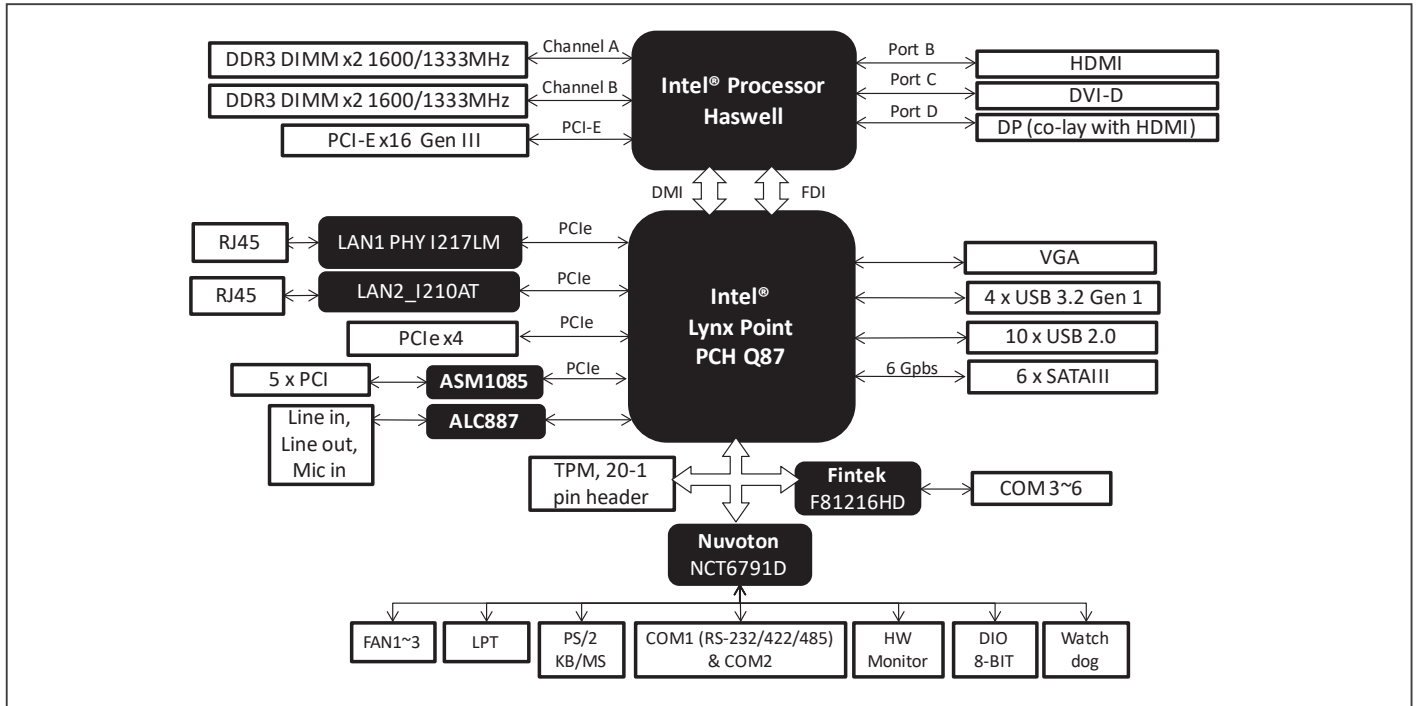 DDR3 DIMM x2 1600/1333MHz
Channel A
DDR3 DIMM x2 1600/1333MHz
Channel B
PCI-E x16 Gen III
PCI-E
Intel® Processor
Haswell
Port B
HDMI
Port C
DVI-D
Port D
DP (co-lay with HDMI)
DMI
FDI
RJ45
LAN1 PHY I217LM
PCIe
RJ45
LAN2_I210AT
PCIe
PCIe x4
PCIe
5 x PCI
ASM1085
PCIe
Line in,
Line out,
Mic in
ALC887
Intel®
Lynx Point
PCH Q87
VGA
4 x USB 3.2 Gen 1
10 x USB 2.0
6 Gpbs
6 x SATAIII
TPM, 20-1
pin header
Fintek
F81216HD
COM 3~6
Nuvoton
NCT6791D
FAN1~3
LPT
PS/2
KB/MS
COM1 (RS-232/422/485)
& COM2
HW
Monitor
DIO
8-BIT
Watch
dog